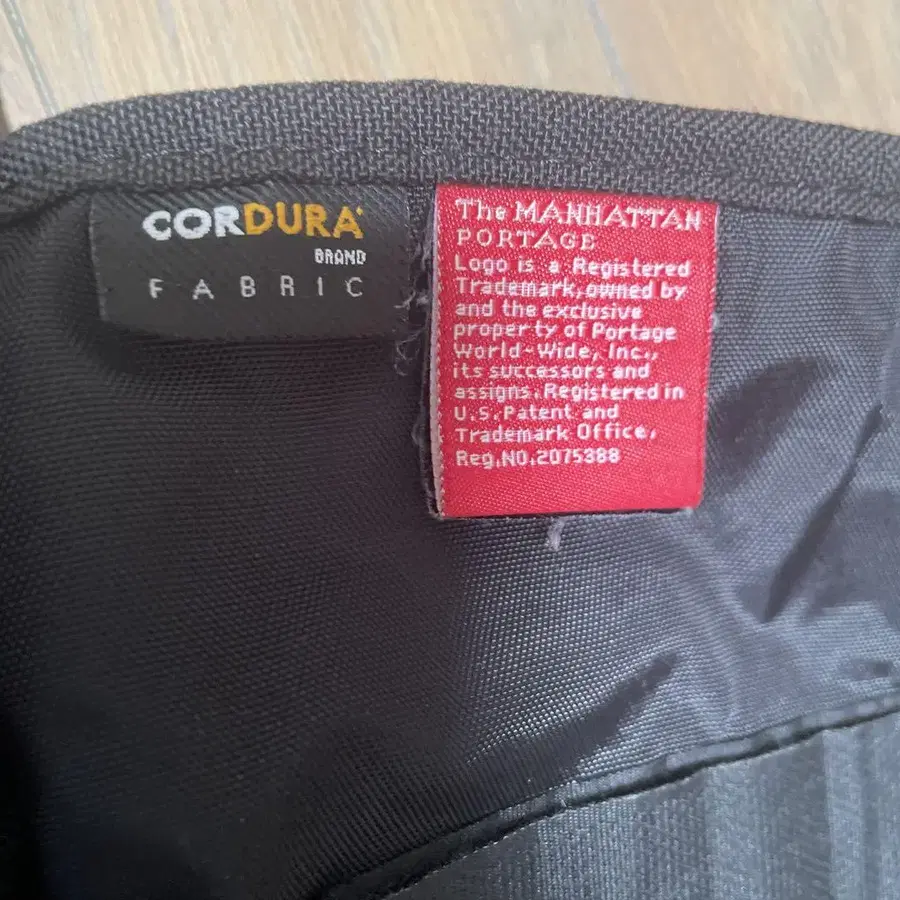 CORDURA
BRAND
FABRIC
The MANHATTAN
PORTAGE
Logo is a Registered
Trademark, owned by
and the exclusive
property of Portage
World-Wide, Inc.,
its successors and
assigns. Registered in
U.S. Patent and
Trademark Office.
Reg. NO. 2075388